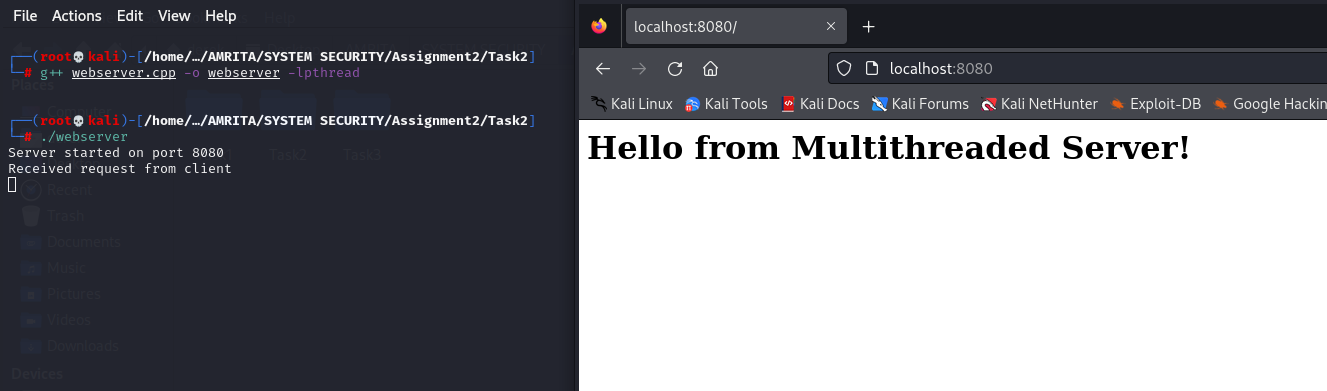 File Actions Edit View Help
┌──(root💀kali)-[/home/…/AMRITA/SYSTEM SECURITY/Assignment2/Task2]
└─# g++ webserver.cpp -o webserver -lpthread
┌──(root💀kali)-[/home/…/AMRITA/SYSTEM SECURITY/Assignment2/Task2]
└─# ./webserver
Server started on port 8080
Received request from client
Places
Task2 Task3
Recent
Trash
Documents
Music
Pictures
Videos
Downloads
Devices
localhost:8080/
localhost:8080
Kali Linux Kali Tools Kali Docs Kali Forums Kali NetHunter Exploit-DB Google Hackin
Hello from Multithreaded Server!